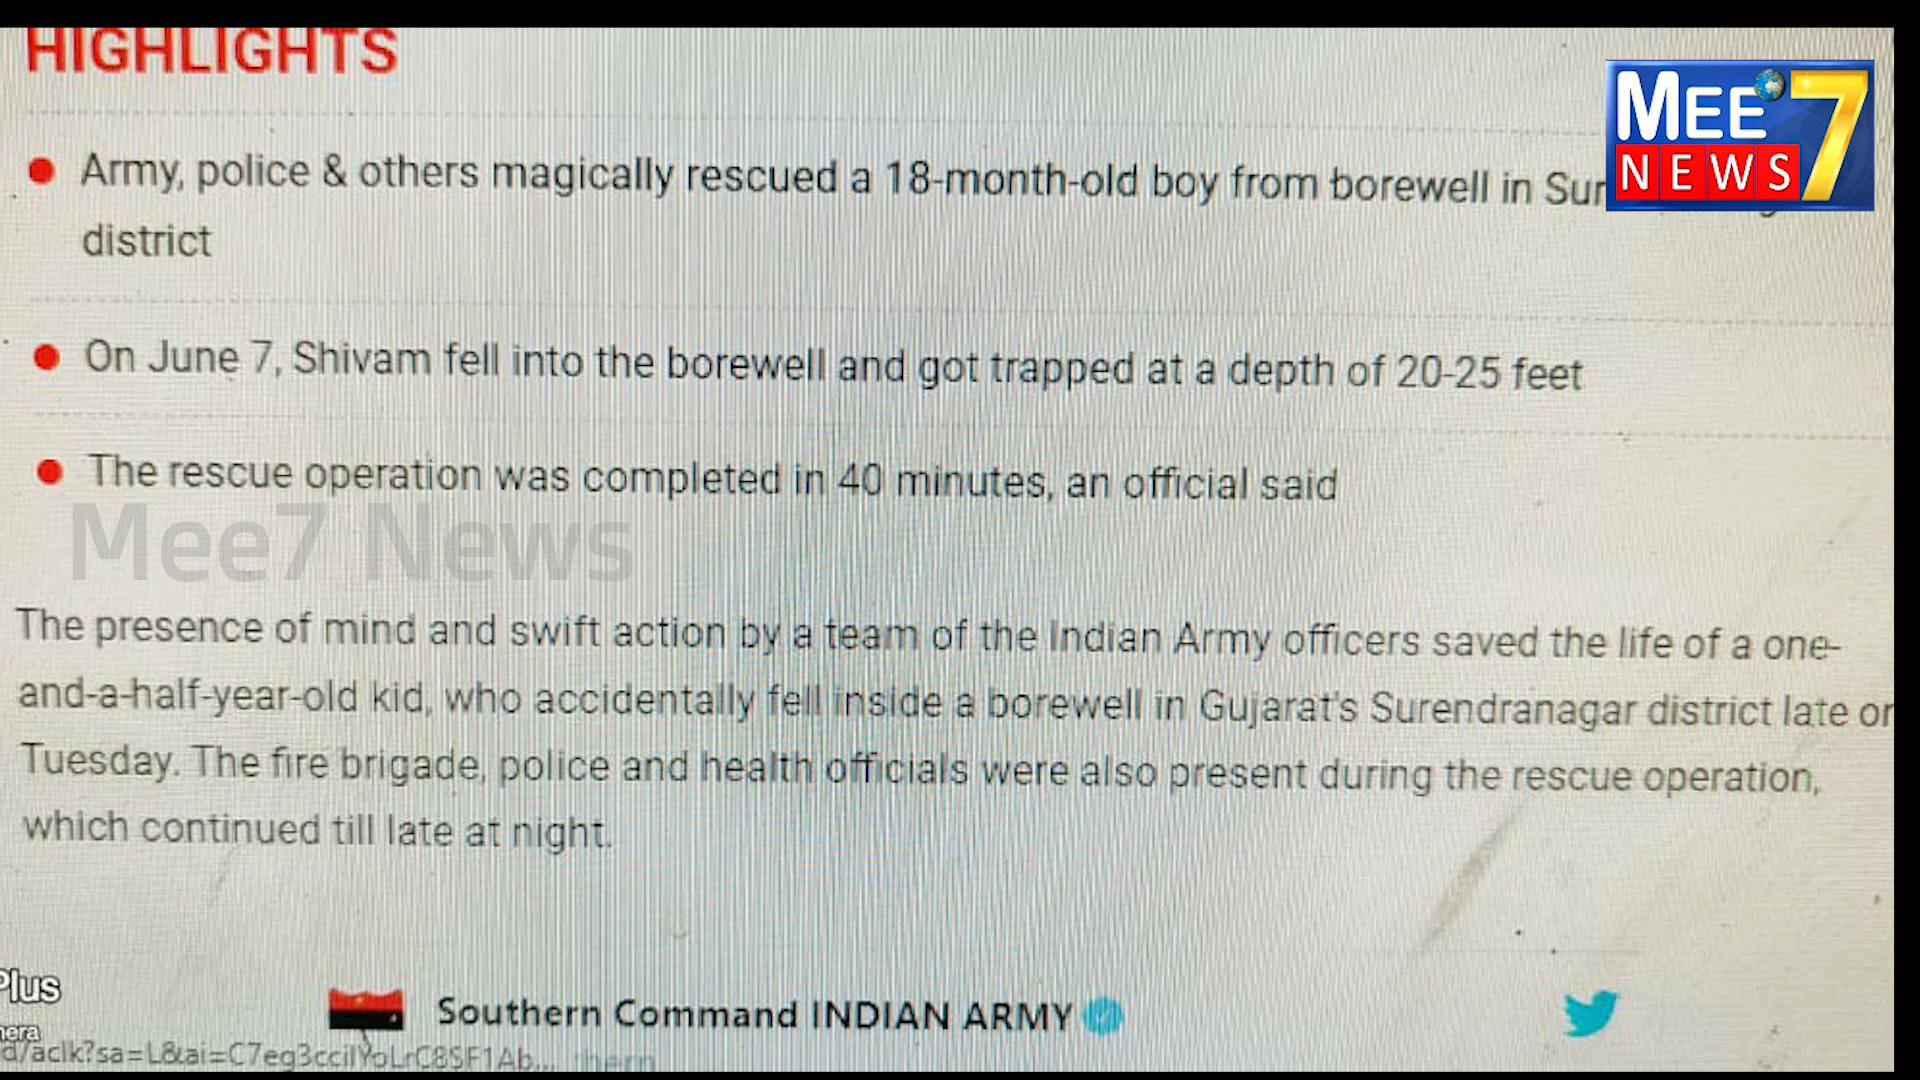 HIGHLIGHTS
MEE 7
NEWS
Army, police & others magically rescued a 18-month-old boy from borewell in Sur
district
On June 7, Shivam fell into the borewell and got trapped at a depth of 20-25 feet
The rescue operation was completed in 40 minutes, an official said
Mee7 News
The presence of mind and swift action by a team of the Indian Army officers saved the life of a one-
and-a-half-year-old kid, who accidentally fell inside a borewell in Gujarat's Surendranagar district late or
Tuesday. The fire brigade, police and health officials were also present during the rescue operation,
which continued till late at night.
Plus
Southern Command INDIAN ARMY
nera